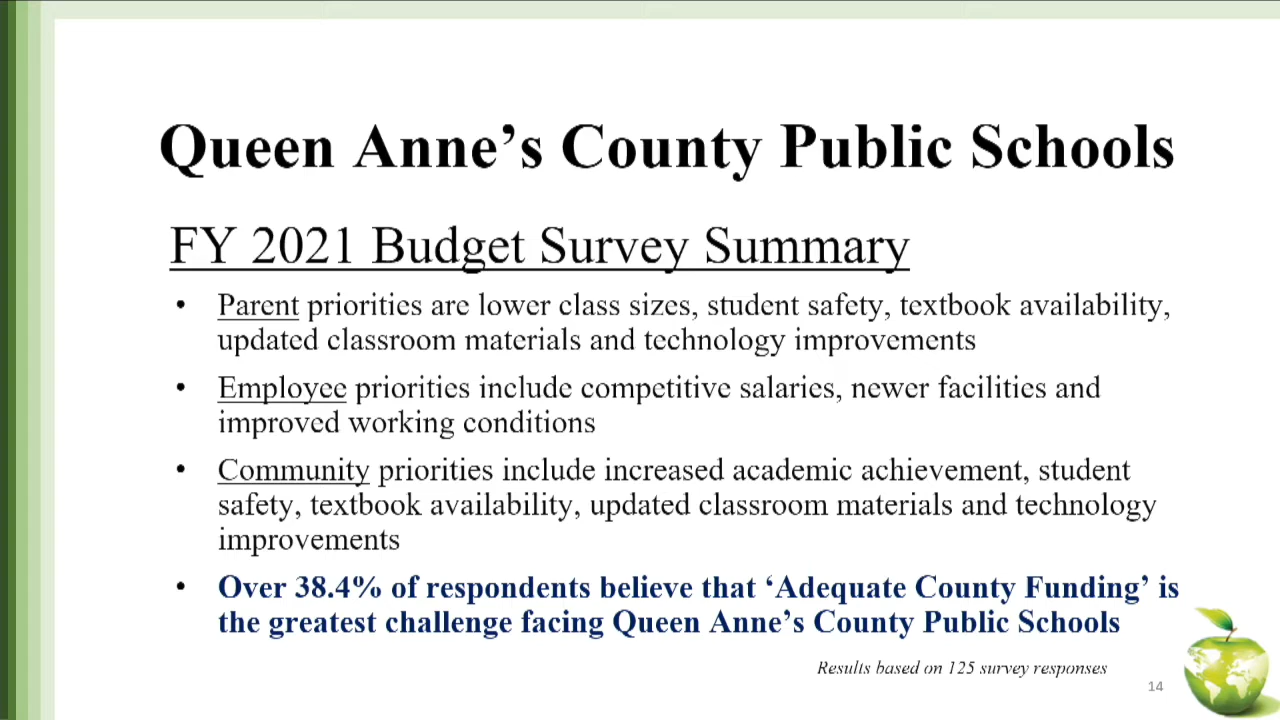 Queen Anne's County Public Schools
FY 2021 Budget Survey Summary
• Parent priorities are lower class sizes, student safety, textbook availability,
updated classroom materials and technology improvements
• Employee priorities include competitive salaries, newer facilities and
improved working conditions
• Community priorities include increased academic achievement, student
safety, textbook availability, updated classroom materials and technology
improvements
• Over 38.4% of respondents believe that ‘Adequate County Funding’ is
the greatest challenge facing Queen Anne's County Public Schools
Results based on 125 survey responses
14